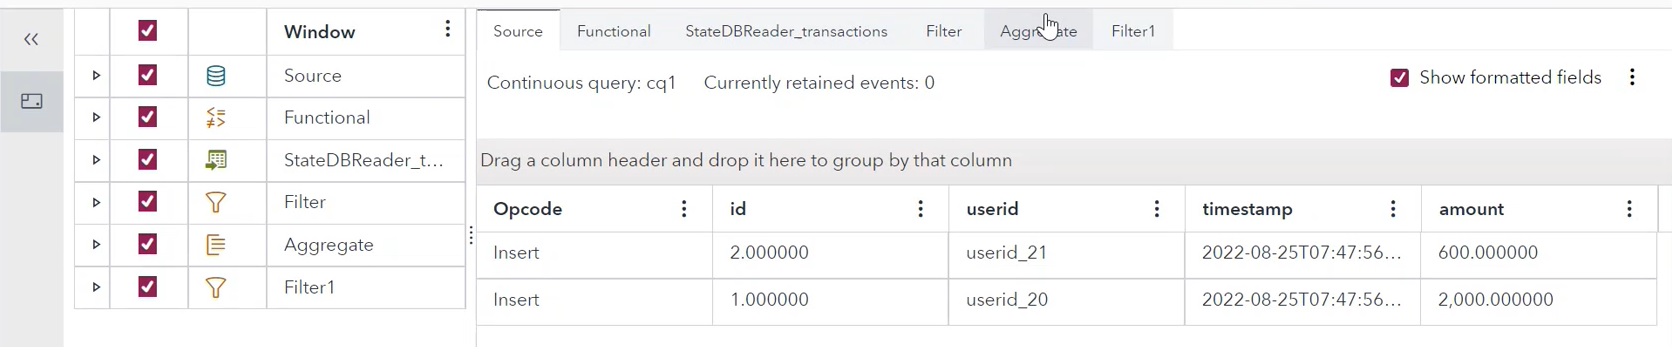 Window
Source
Functional
StateDBReader_t...
Filter
Aggregate
Filter1
Source Functional StateDBReader_transactions Filter Aggregate Filter1
Continuous query: cq1 Currently retained events: 0 Show formatted fields
Drag a column header and drop it here to group by that column
Opcode id userid timestamp amount
Insert 2.000000 userid_21 2022-08-25T07:47:56... 600.000000
Insert 1.000000 userid_20 2022-08-25T07:47:56... 2,000.000000